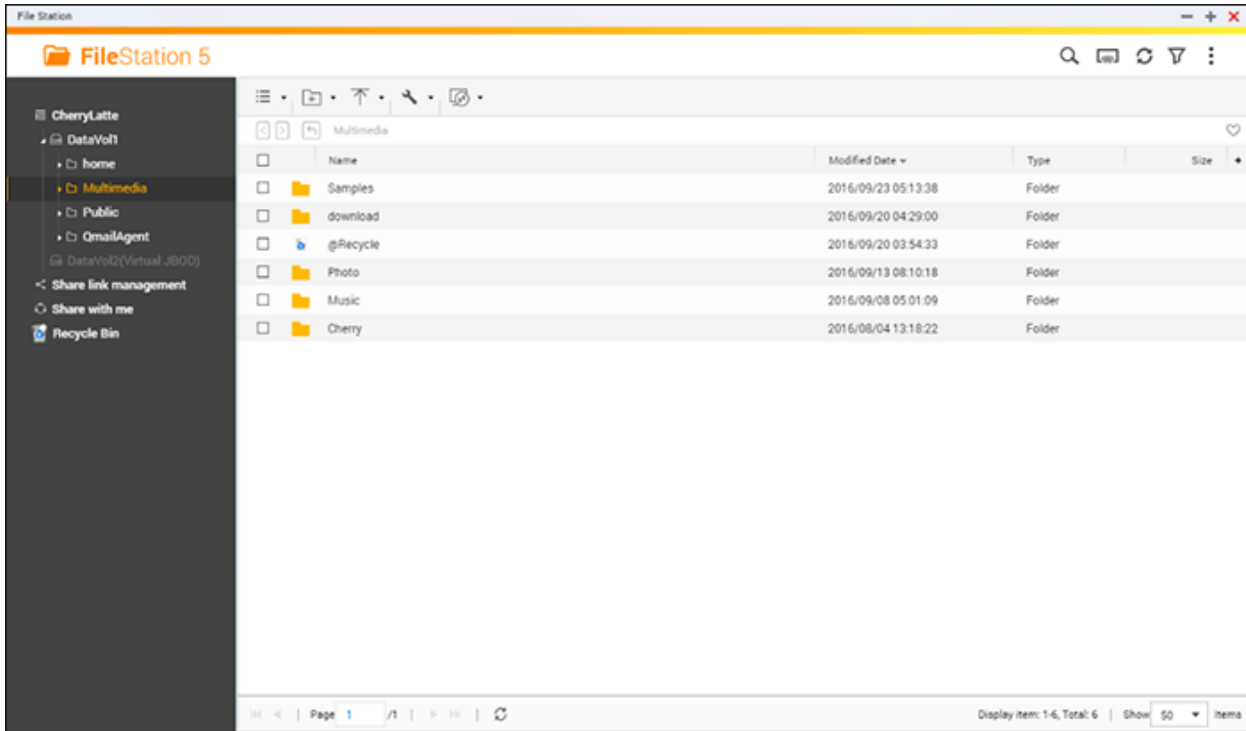 File Station
FileStation 5
CherryLatte
DataVol1
home
Multimedia
Public
QmailAgent
DataVol2(Virtual JBOD)
Share link management
Share with me
Recycle Bin
Multimedia
Name Modified Date Type Size
Samples 2016/09/23 05:13:38 Folder
download 2016/09/20 04:29:00 Folder
@Recycle 2016/09/20 03:54:33 Folder
Photo 2016/09/13 08:10:18 Folder
Music 2016/09/08 05:01:09 Folder
Cherry 2016/08/04 13:18:22 Folder
Page 1 /1 Display item: 1-6, Total: 6 | Show 50 Items